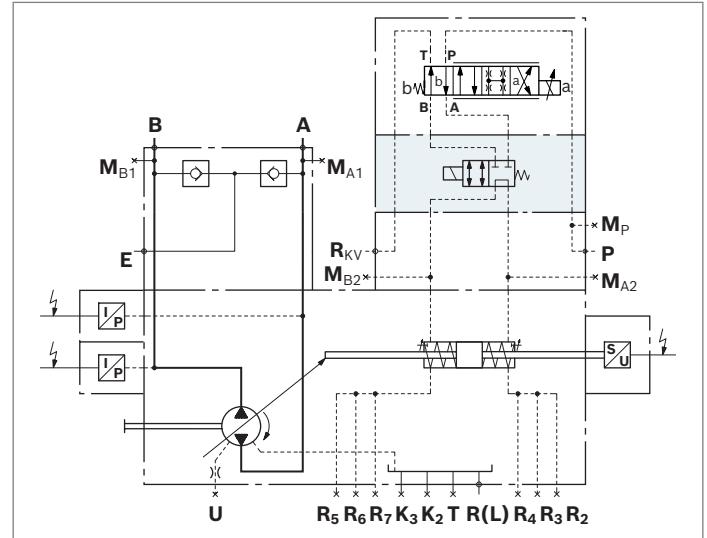 T P
b b a a
B A
B A
M_B1 M_A1
M_P
E R_KV P
M_B2 M_A2
I/P
S/U
I/P
U R_5 R_6 R_7 K_3 K_2 T R(L) R_4 R_3 R_2